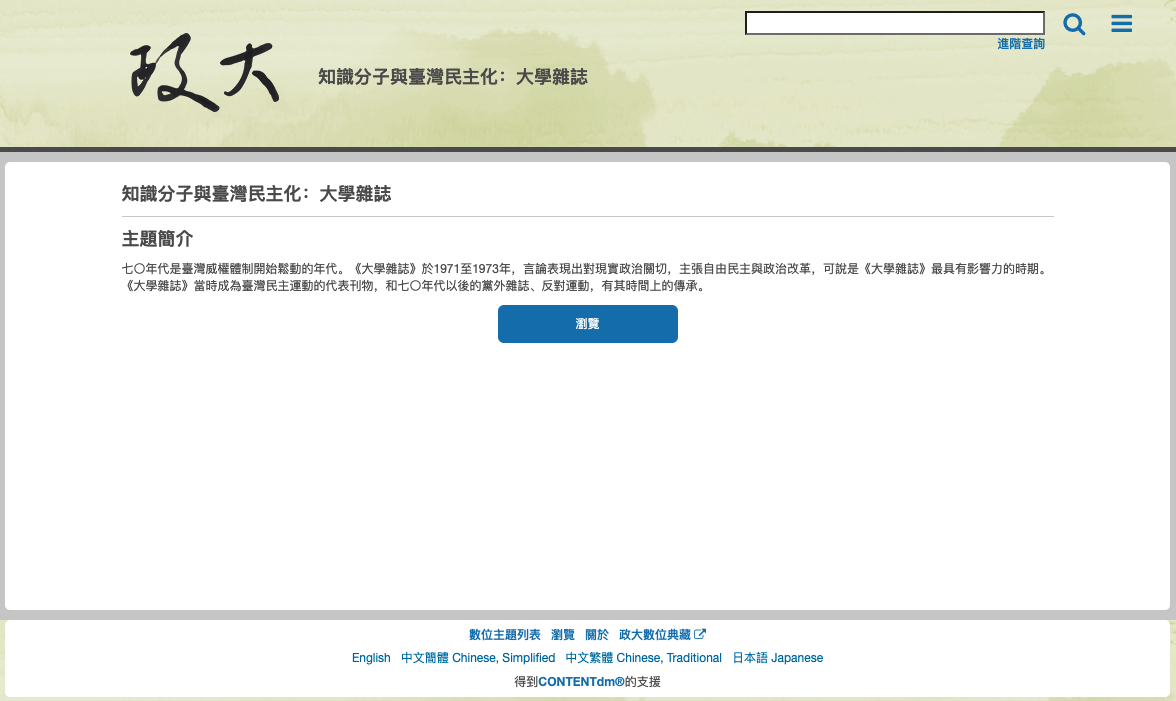 進階查詢
政大
知識分子與臺灣民主化：大學雜誌
知識分子與臺灣民主化：大學雜誌
主題簡介
七〇年代是臺灣威權體制開始鬆動的年代。《大學雜誌》於1971至1973年，言論表現出對現實政治關切，主張自由民主與政治改革，可說是《大學雜誌》最具有影響力的時期。
《大學雜誌》當時成為臺灣民主運動的代表刊物，和七〇年代以後的黨外雜誌、反對運動，有其時間上的傳承。
瀏覽
數位主題列表 瀏覽 關於 政大數位典藏
English 中文簡體 Chinese, Simplified 中文繁體 Chinese, Traditional 日本語 Japanese
得到CONTENTdm®的支援